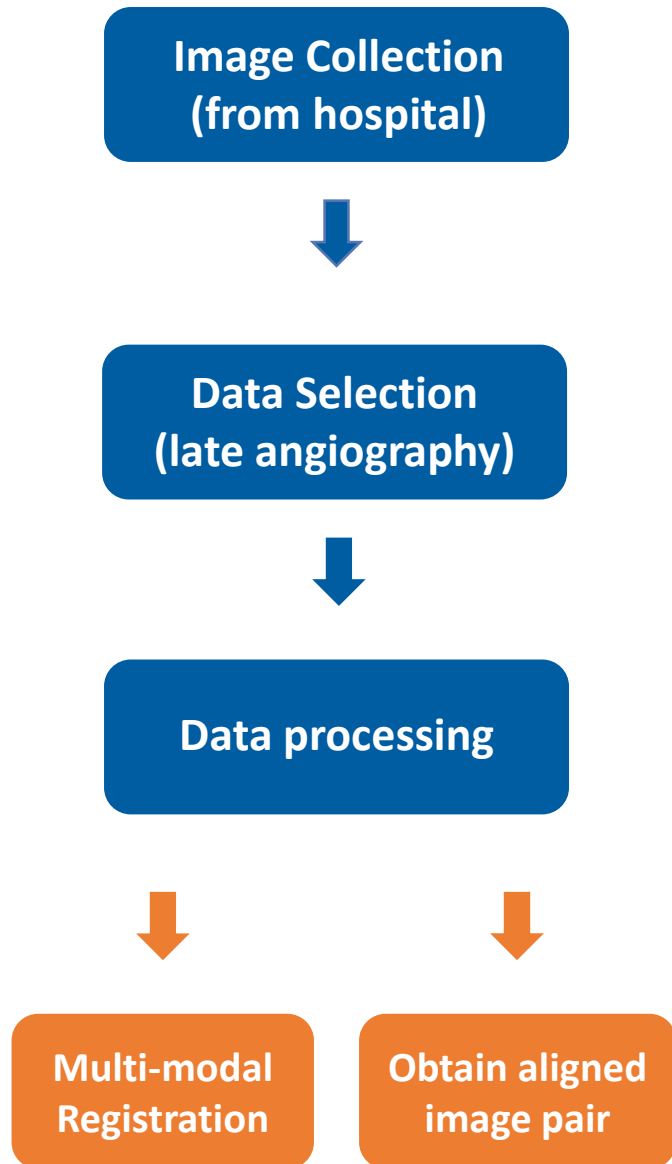 Image Collection
(from hospital)
Data Selection
(late angiography)
Data processing
Multi-modal
Registration
Obtain aligned
image pair